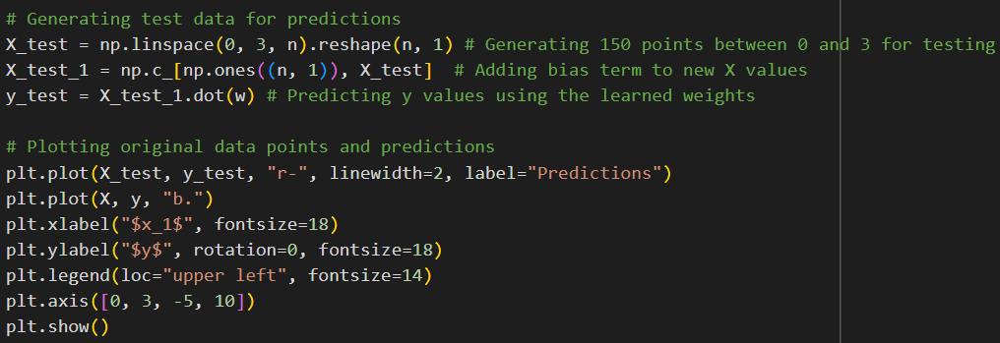 # Generating test data for predictions
X_test = np.linspace(0, 3, n).reshape(n, 1) # Generating 150 points between 0 and 3 for testing
X_test_1 = np.c_[np.ones((n, 1)), X_test]  # Adding bias term to new X values
y_test = X_test_1.dot(w) # Predicting y values using the learned weights

# Plotting original data points and predictions
plt.plot(X_test, y_test, "r-", linewidth=2, label="Predictions")
plt.plot(X, y, "b.")
plt.xlabel("$x_1$", fontsize=18)
plt.ylabel("$y$", rotation=0, fontsize=18)
plt.legend(loc="upper left", fontsize=14)
plt.axis([0, 3, -5, 10])
plt.show()